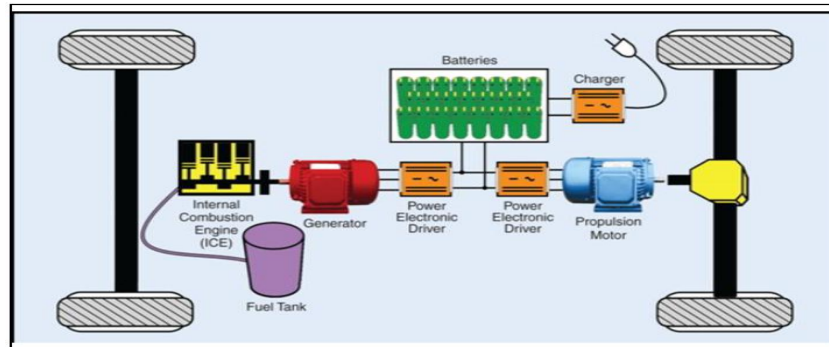 Batteries
Charger
Internal
Combustion
Engine
(ICE)
Generator
Power
Electronic
Driver
Power
Electronic
Driver
Propulsion
Motor
Fuel Tank